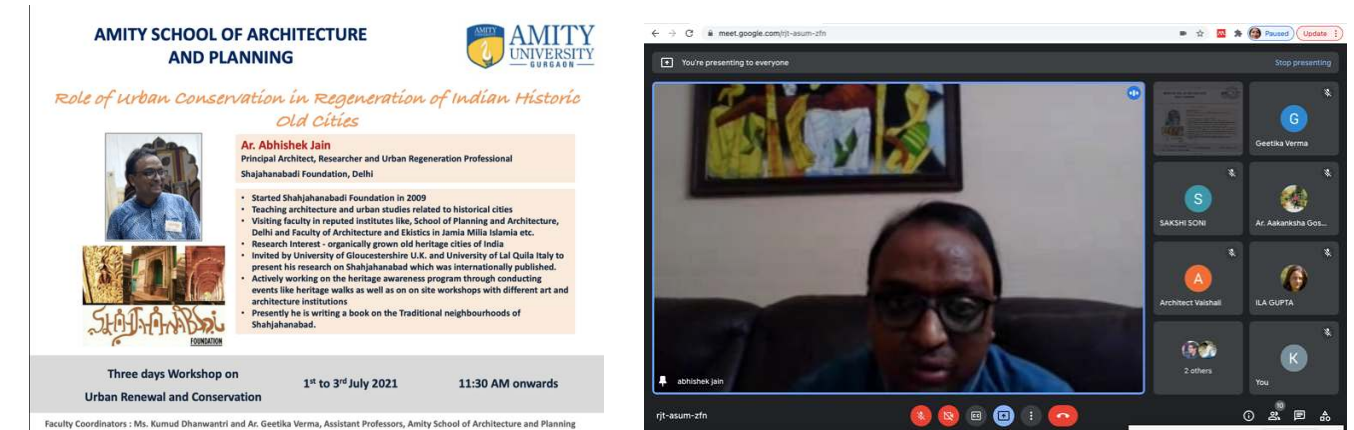 AMITY SCHOOL OF ARCHITECTURE
AND PLANNING
AMITY
AMITY
UNIVERSITY
GURGAON
Role of Urban Conservation in Regeneration of Indian Historic
Old Cities
Ar. Abhishek Jain
Principal Architect, Researcher and Urban Regeneration Professional
Shajahanabadi Foundation, Delhi
• Started Shahjahanabadi Foundation in 2009
• Teaching architecture and urban studies related to historical cities
• Visiting faculty in reputed institutes like, School of Planning and Architecture,
Delhi and Faculty of Architecture and Ekistics in Jamia Milia Islamia etc.
• Research Interest - organically grown old heritage cities of India
• Invited by University of Gloucestershire U.K. and University of Lal Quila Italy to
present his research on Shahjahanabad which was internationally published.
• Actively working on the heritage awareness program through conducting
events like heritage walks as well as on on site workshops with different art and
architecture institutions
• Presently he is writing a book on the Traditional neighbourhoods of
Shahjahanabad.
FOUNDATION
Three days Workshop on
Urban Renewal and Conservation
1st to 3rd July 2021
11:30 AM onwards
Faculty Coordinators : Ms. Kumud Dhanwantri and Ar. Geetika Verma, Assistant Professors, Amity School of Architecture and Planning
meet.google.com/rjt-asum-zfn
Paused
Update
You're presenting to everyone
Stop presenting
G
Geetika Verma
S
SAKSHI SONI
Ar. Aakanksha Gos...
A
Architect Vaishali
ILA GUPTA
2 others
K
You
abhishek jain
rjt-asum-zfn
10